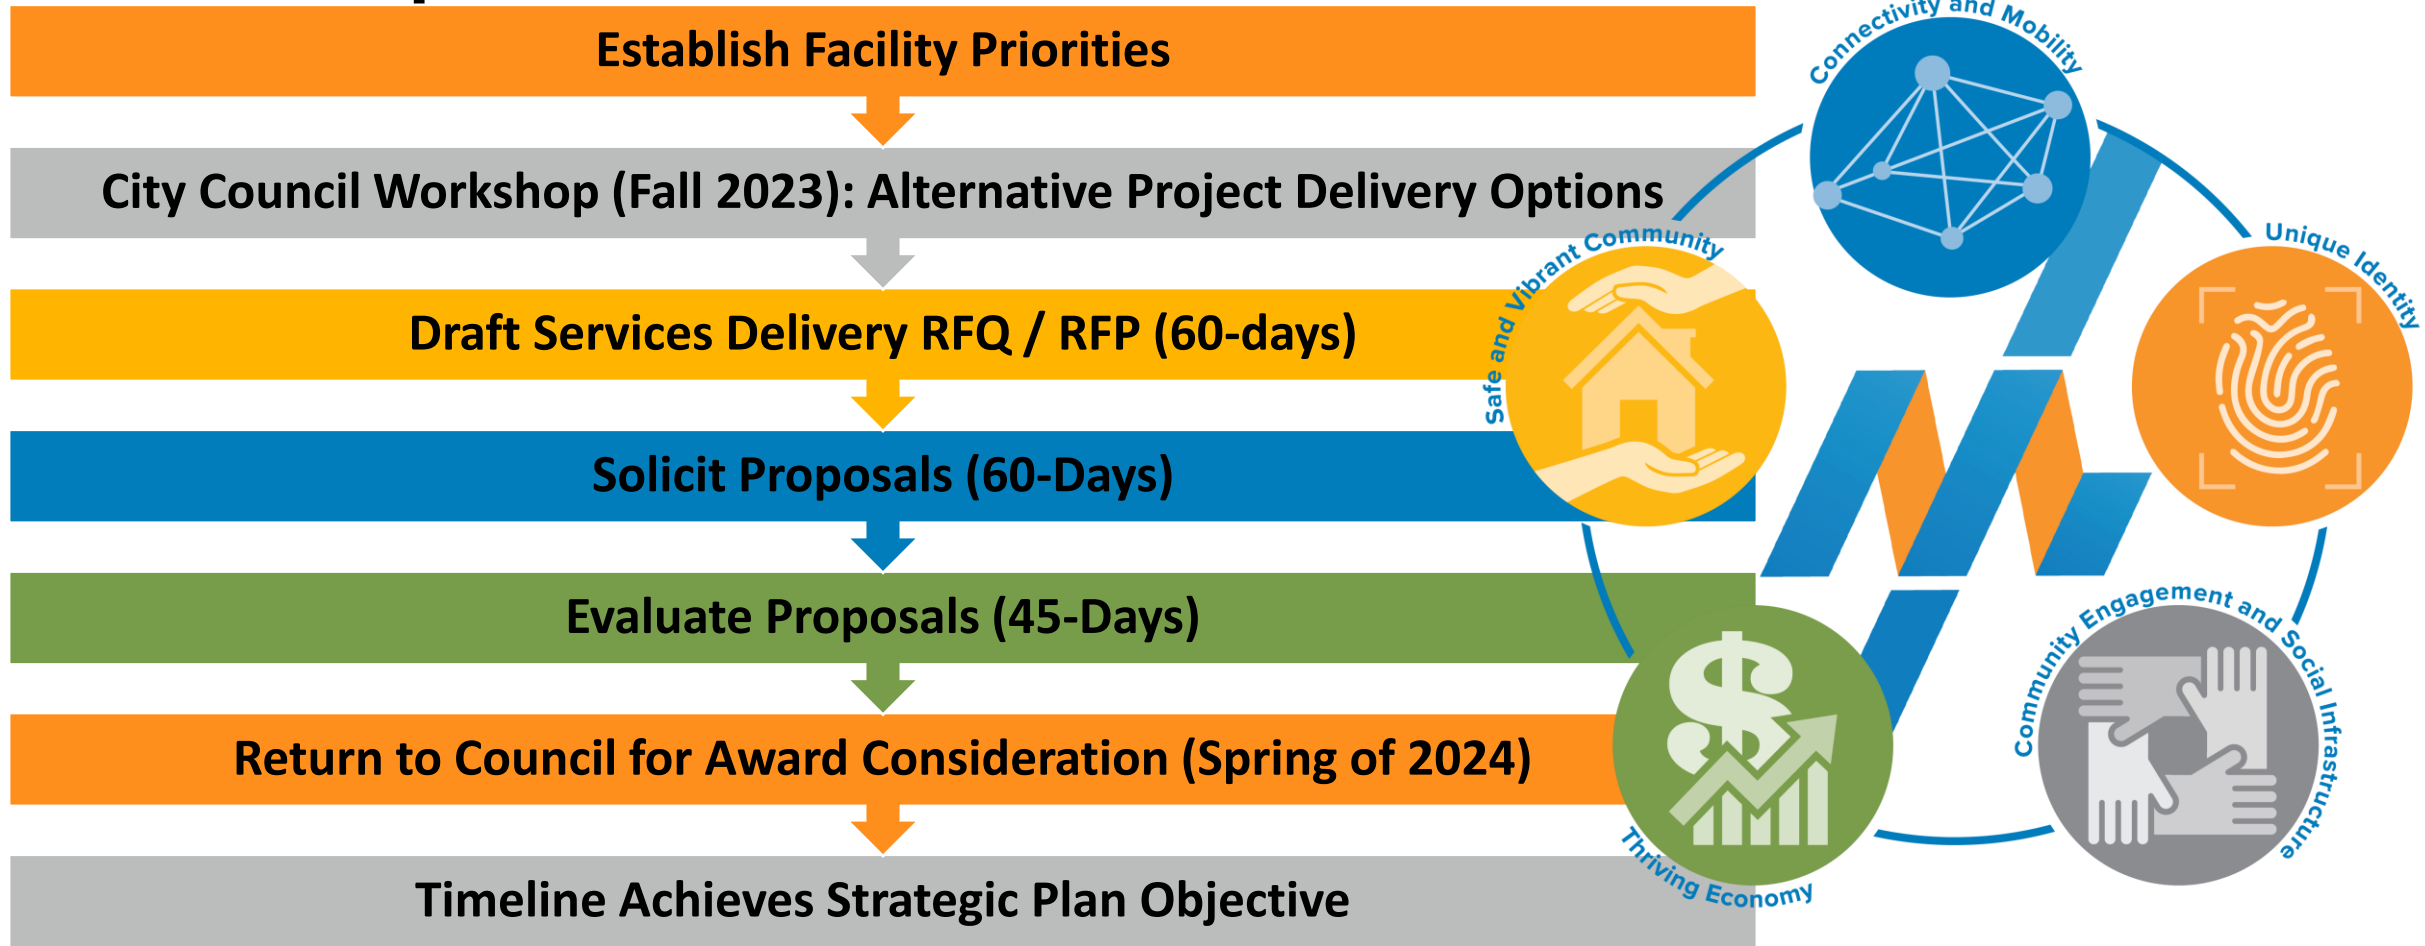 Establish Facility Priorities
City Council Workshop (Fall 2023): Alternative Project Delivery Options
Draft Services Delivery RFQ / RFP (60-days)
Solicit Proposals (60-Days)
Evaluate Proposals (45-Days)
Return to Council for Award Consideration (Spring of 2024)
Timeline Achieves Strategic Plan Objective
Connectivity and Mobility
Unique Identity
Safe and Vibrant Community
Community Engagement and Social Infrastructure
Thriving Economy